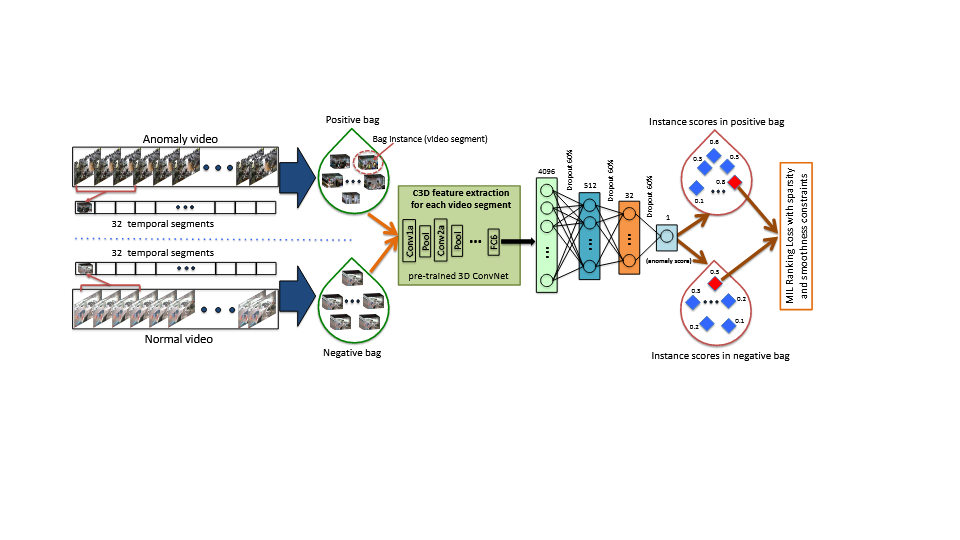 Anomaly video
32 temporal segments
32 temporal segments
Normal video
Positive bag
Bag Instance (video segment)
Negative bag
C3D feature extraction
for each video segment
Conv1a
Pool
Conv2a
Pool
FC6
pre-trained 3D ConvNet
4096
Dropout 60%
512
Dropout 60%
32
Dropout 60%
1
(anomaly score)
Instance scores in positive bag
0.6
0.3
0.5
0.8
0.1
0.3
0.3
0.2
0.2
0.1
Instance scores in negative bag
MIL Ranking Loss with sparsity
and smoothness constraints